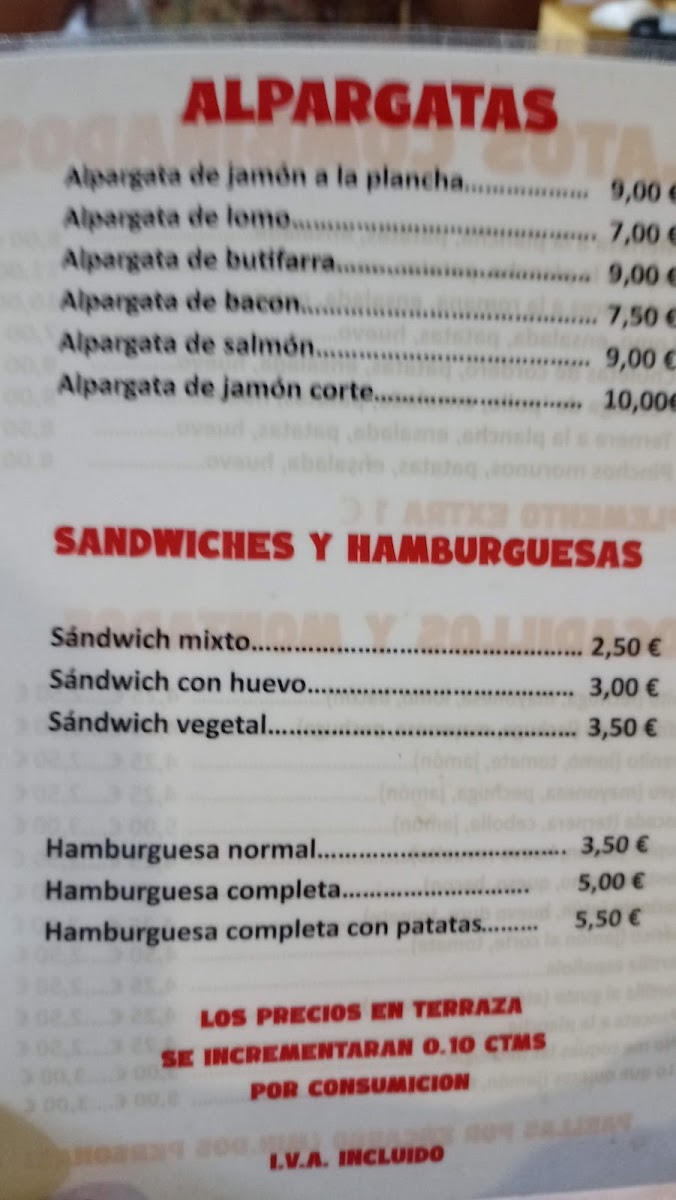 ALPARGATAS
Alpargata de jamón a la plancha.................. 9,00 €
Alpargata de lomo............................................ 7,00 €
Alpargata de butifarra..................................... 9,00 €
Alpargata de bacon.......................................... 7,50 €
Alpargata de salmón....................................... 9,00 €
Alpargata de jamón corte............................... 10,00€
SANDWICHES Y HAMBURGUESAS
Sándwich mixto................................................ 2,50 €
Sándwich con huevo....................................... 3,00 €
Sándwich vegetal............................................. 3,50 €
Hamburguesa normal..................................... 3,50 €
Hamburguesa completa............................. 5,00 €
Hamburguesa completa con patatas......... 5,50 €
LOS PRECIOS EN TERRAZA
SE INCREMENTARAN 0.10 CTMS
POR CONSUMICION
I.V.A. INCLUIDO